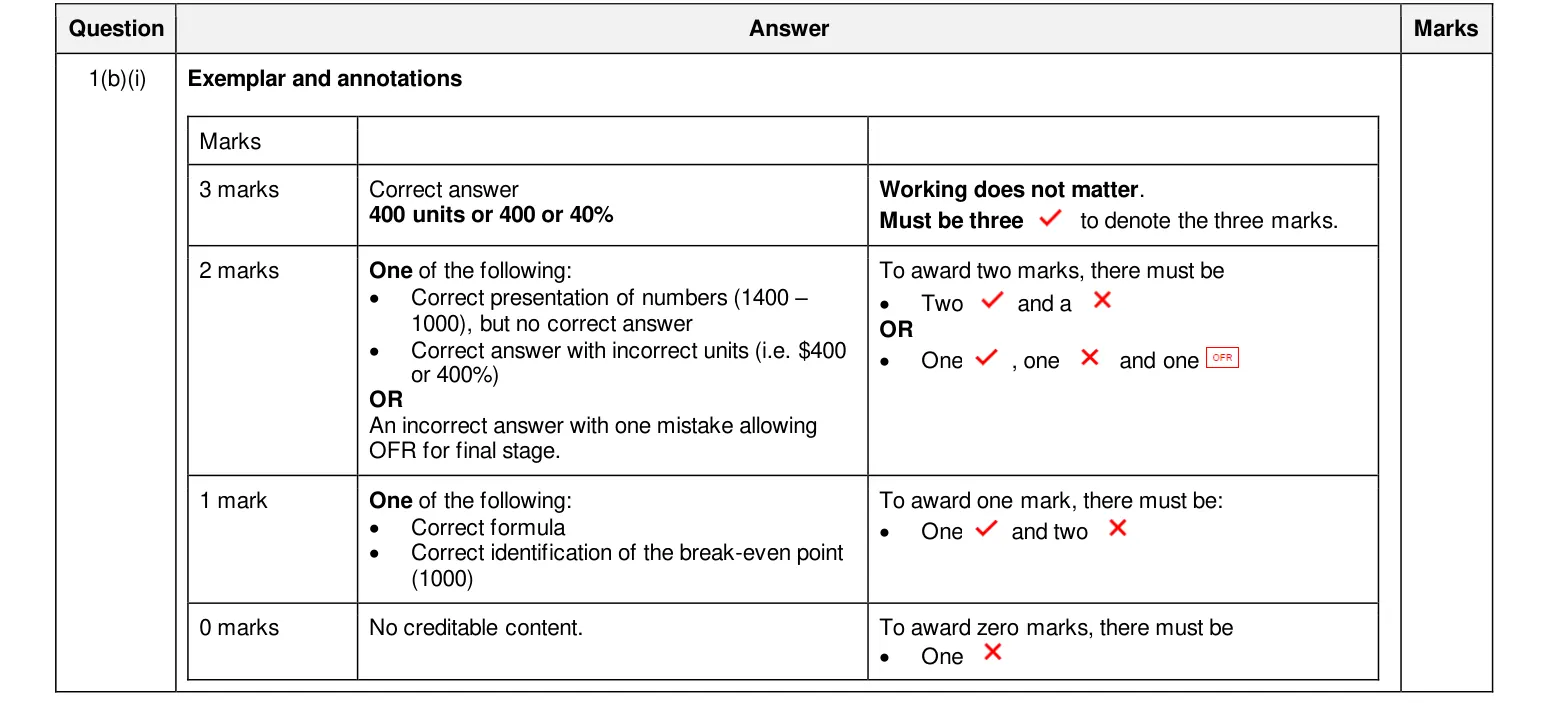 Question Answer Marks
1(b)(i) Exemplar and annotations
Marks
3 marks Correct answer
400 units or 400 or 40%
Working does not matter.
Must be three ✓ to denote the three marks.
2 marks One of the following:
• Correct presentation of numbers (1400 –
1000), but no correct answer
• Correct answer with incorrect units (i.e. $400
or 400%)
OR
An incorrect answer with one mistake allowing
OFR for final stage.
To award two marks, there must be
• Two ✓ and a ✗
OR
• One ✓ , one ✗ and one OFR
1 mark One of the following:
• Correct formula
• Correct identification of the break-even point
(1000)
To award one mark, there must be:
• One ✓ and two ✗
0 marks No creditable content.
To award zero marks, there must be
• One ✗